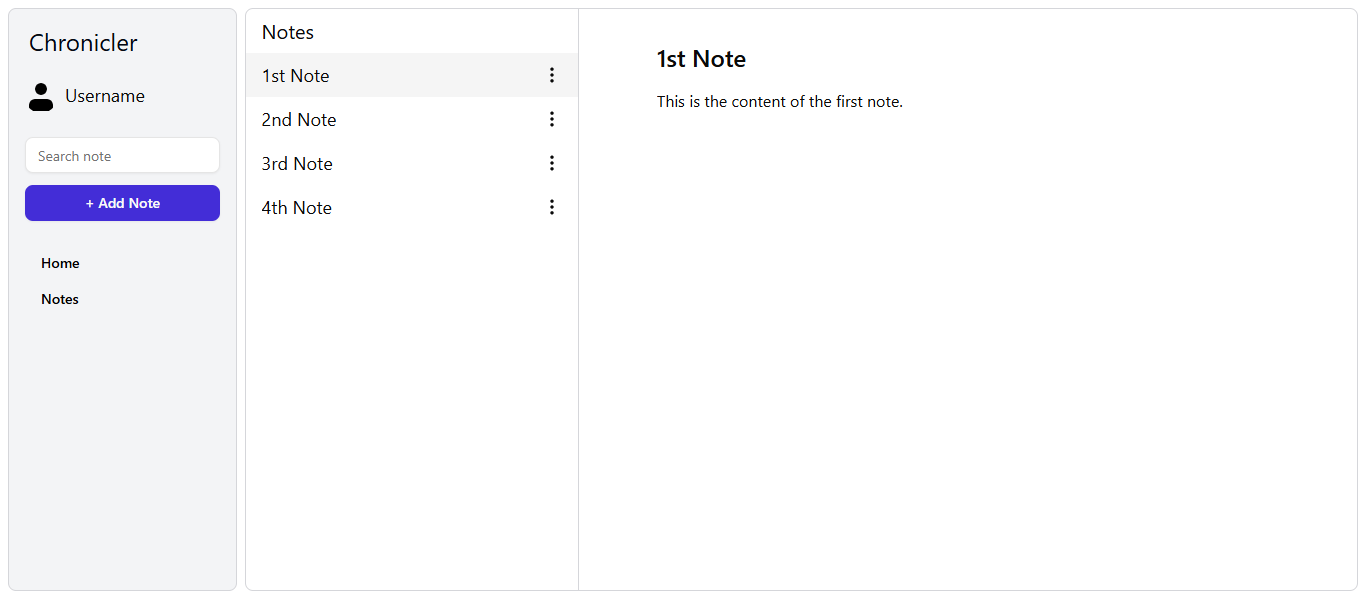 Chronicler
Username
Search note
+ Add Note
Home
Notes
Notes
1st Note
2nd Note
3rd Note
4th Note
1st Note
This is the content of the first note.